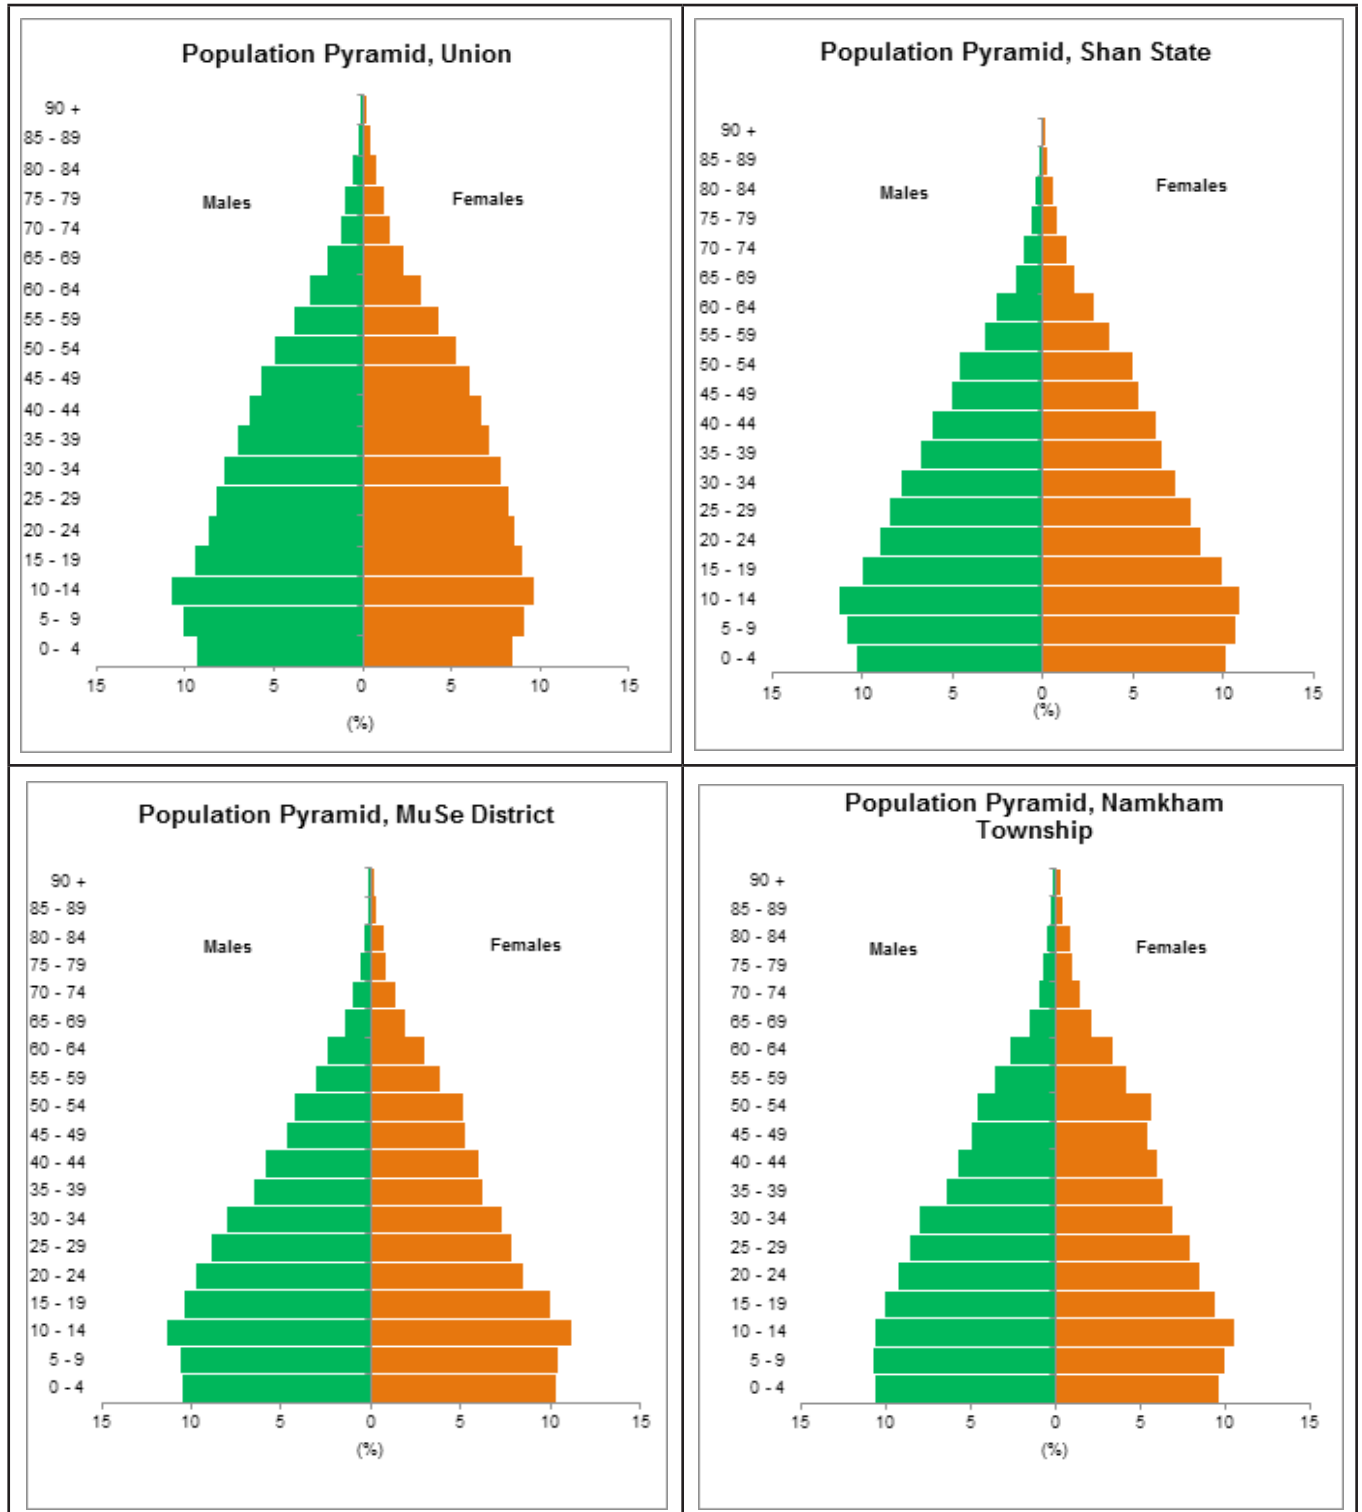 Population Pyramid, Union
90 +
85 - 89
80 - 84
75 - 79
70 - 74
65 - 69
60 - 64
55 - 59
50 - 54
45 - 49
40 - 44
35 - 39
30 - 34
25 - 29
20 - 24
15 - 19
10 -14
5 - 9
0 - 4
Males
Females
15 10 5 0 5 10 15
(%)
Population Pyramid, Shan State
90 +
85 - 89
80 - 84
75 - 79
70 - 74
65 - 69
60 - 64
55 - 59
50 - 54
45 - 49
40 - 44
35 - 39
30 - 34
25 - 29
20 - 24
15 - 19
10 - 14
5 - 9
0 - 4
Males
Females
15 10 5 0 5 10 15
(%)
Population Pyramid, MuSe District
90 +
85 - 89
80 - 84
75 - 79
70 - 74
65 - 69
60 - 64
55 - 59
50 - 54
45 - 49
40 - 44
35 - 39
30 - 34
25 - 29
20 - 24
15 - 19
10 - 14
5 - 9
0 - 4
Males
Females
15 10 5 0 5 10 15
(%)
Population Pyramid, Namkham
Township
90 +
85 - 89
80 - 84
75 - 79
70 - 74
65 - 69
60 - 64
55 - 59
50 - 54
45 - 49
40 - 44
35 - 39
30 - 34
25 - 29
20 - 24
15 - 19
10 - 14
5 - 9
0 - 4
Males
Females
15 10 5 0 5 10 15
(%)